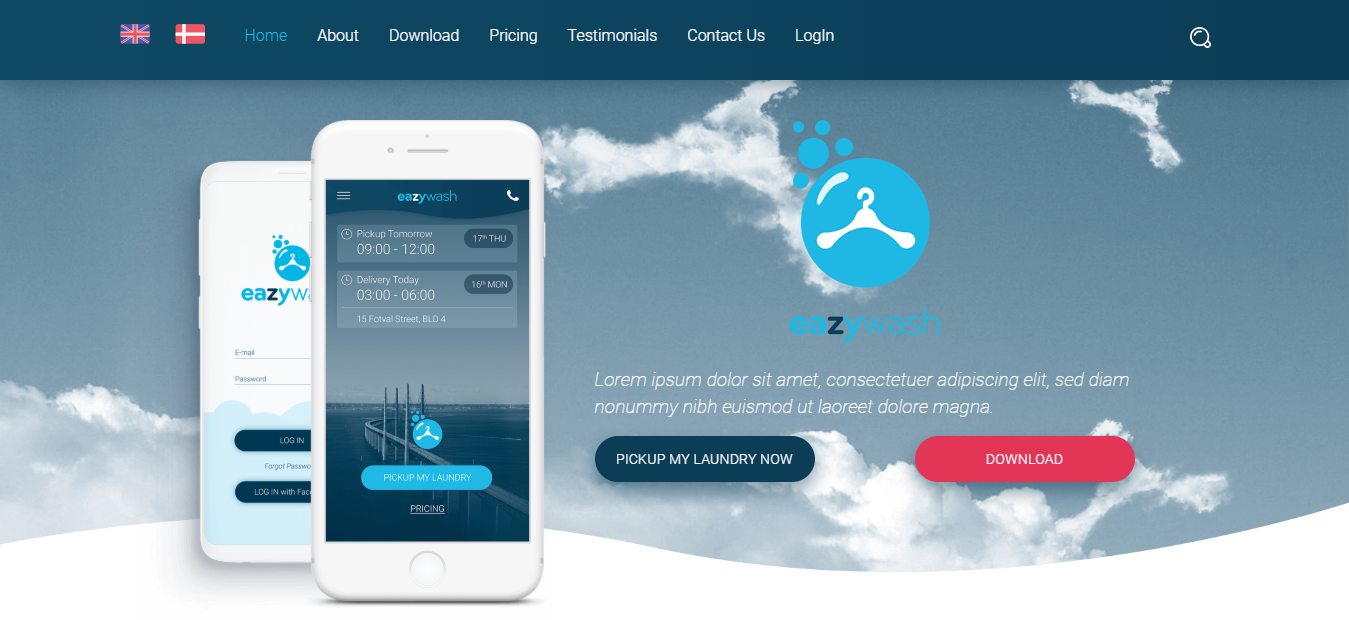 Home About Download Pricing Testimonials Contact Us LogIn
eazyw
E-mail
Password
LOG IN
Forgot Passwo
LOG IN with Fac
eazywash
Pickup Tomorrow
09:00 - 12:00
17th THU
Delivery Today
03:00 - 06:00
16th MON
15 Fotval Street, BLD 4
PICKUP MY LAUNDRY
PRICING
eazywash
Lorem ipsum dolor sit amet, consectetuer adipiscing elit, sed diam
nonummy nibh euismod ut laoreet dolore magna.
PICKUP MY LAUNDRY NOW
DOWNLOAD